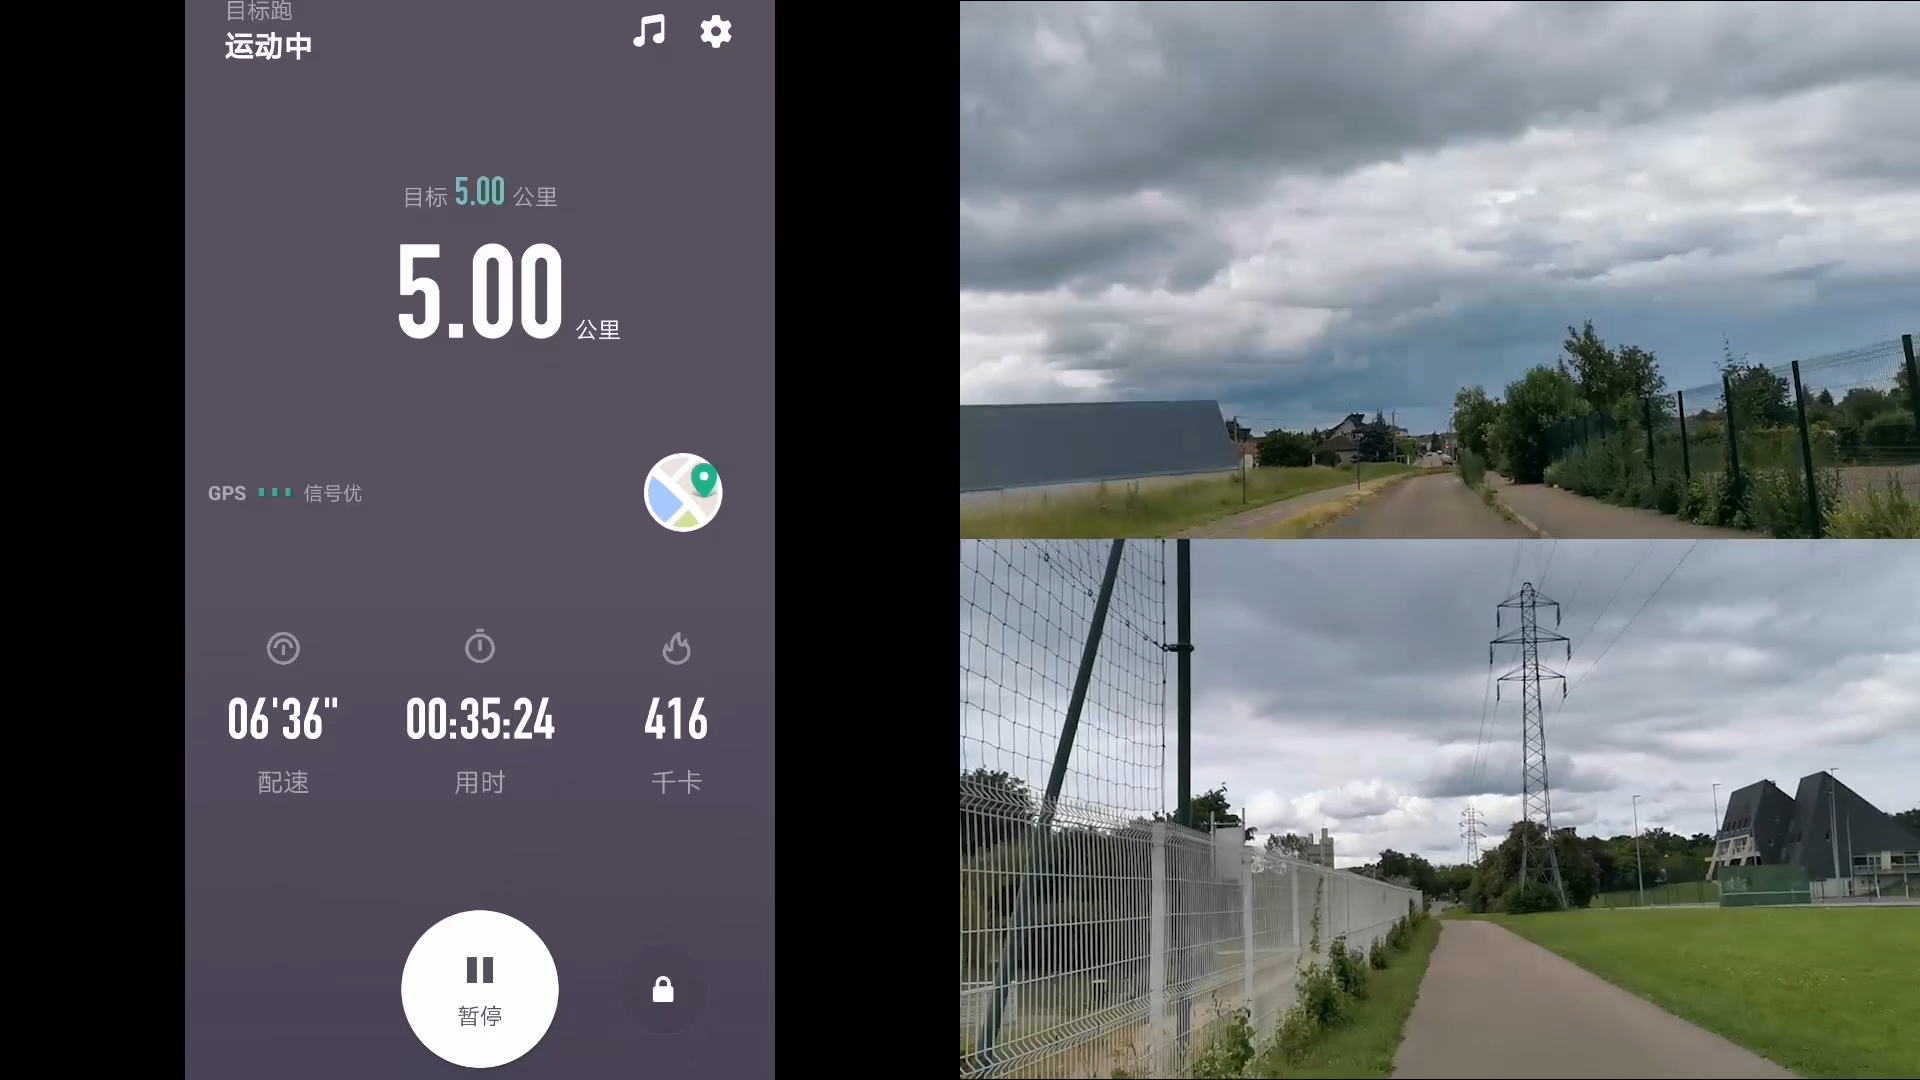 目标跑
运动中
目标 5.00 公里
5.00 公里
GPS 信号优
06'36" 00:35:24 416
配速 用时 千卡
暂停